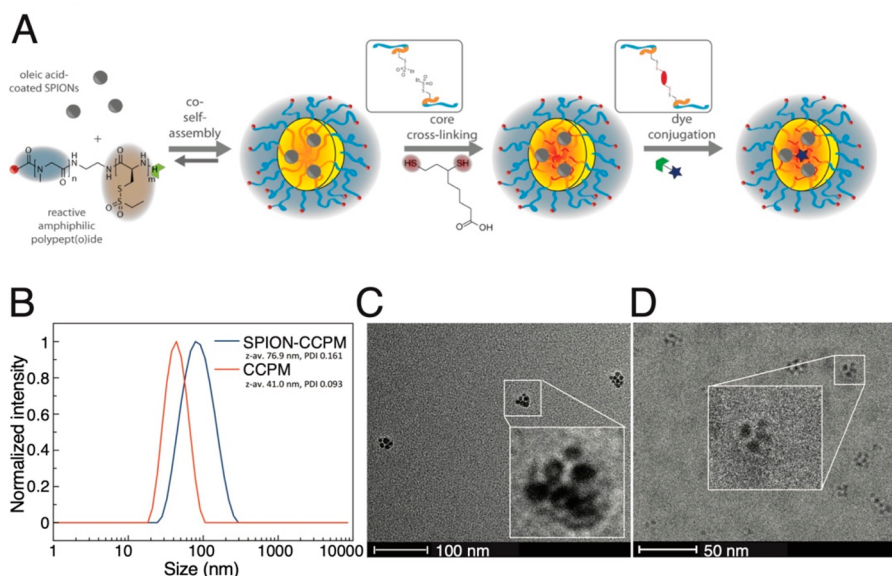 A
oleic acid-
coated SPIONs
+
reactive
amphiphilic
polypept(o)ide
co-
self-
assembly
core
cross-linking
HS
SH
OH
dye
conjugation
B
Normalized intensity
1
0.8
0.6
0.4
0.2
0
1
10
100
1000
10000
Size (nm)
SPION-CCPM
z-av. 76.9 nm, PDI 0.161
CCPM
z-av. 41.0 nm, PDI 0.093
C
100 nm
D
50 nm